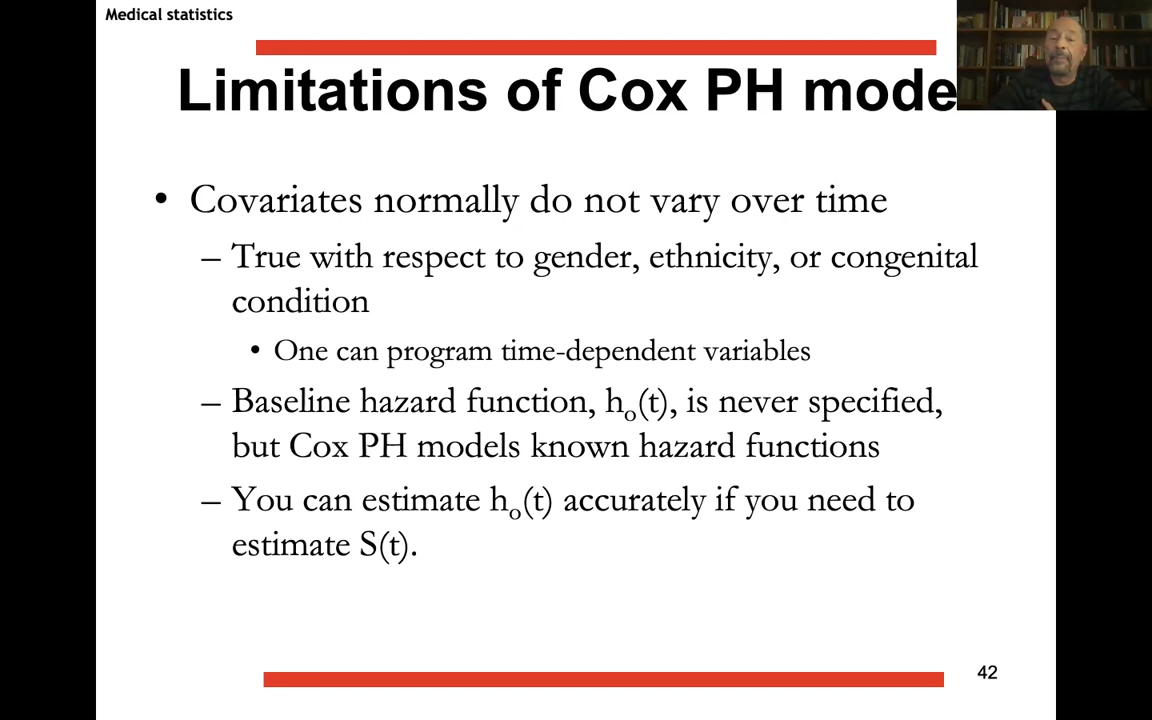 Medical statistics
Limitations of Cox PH mode
• Covariates normally do not vary over time
– True with respect to gender, ethnicity, or congenital
condition
• One can program time-dependent variables
– Baseline hazard function, ho(t), is never specified,
but Cox PH models known hazard functions
– You can estimate ho(t) accurately if you need to
estimate S(t).
42